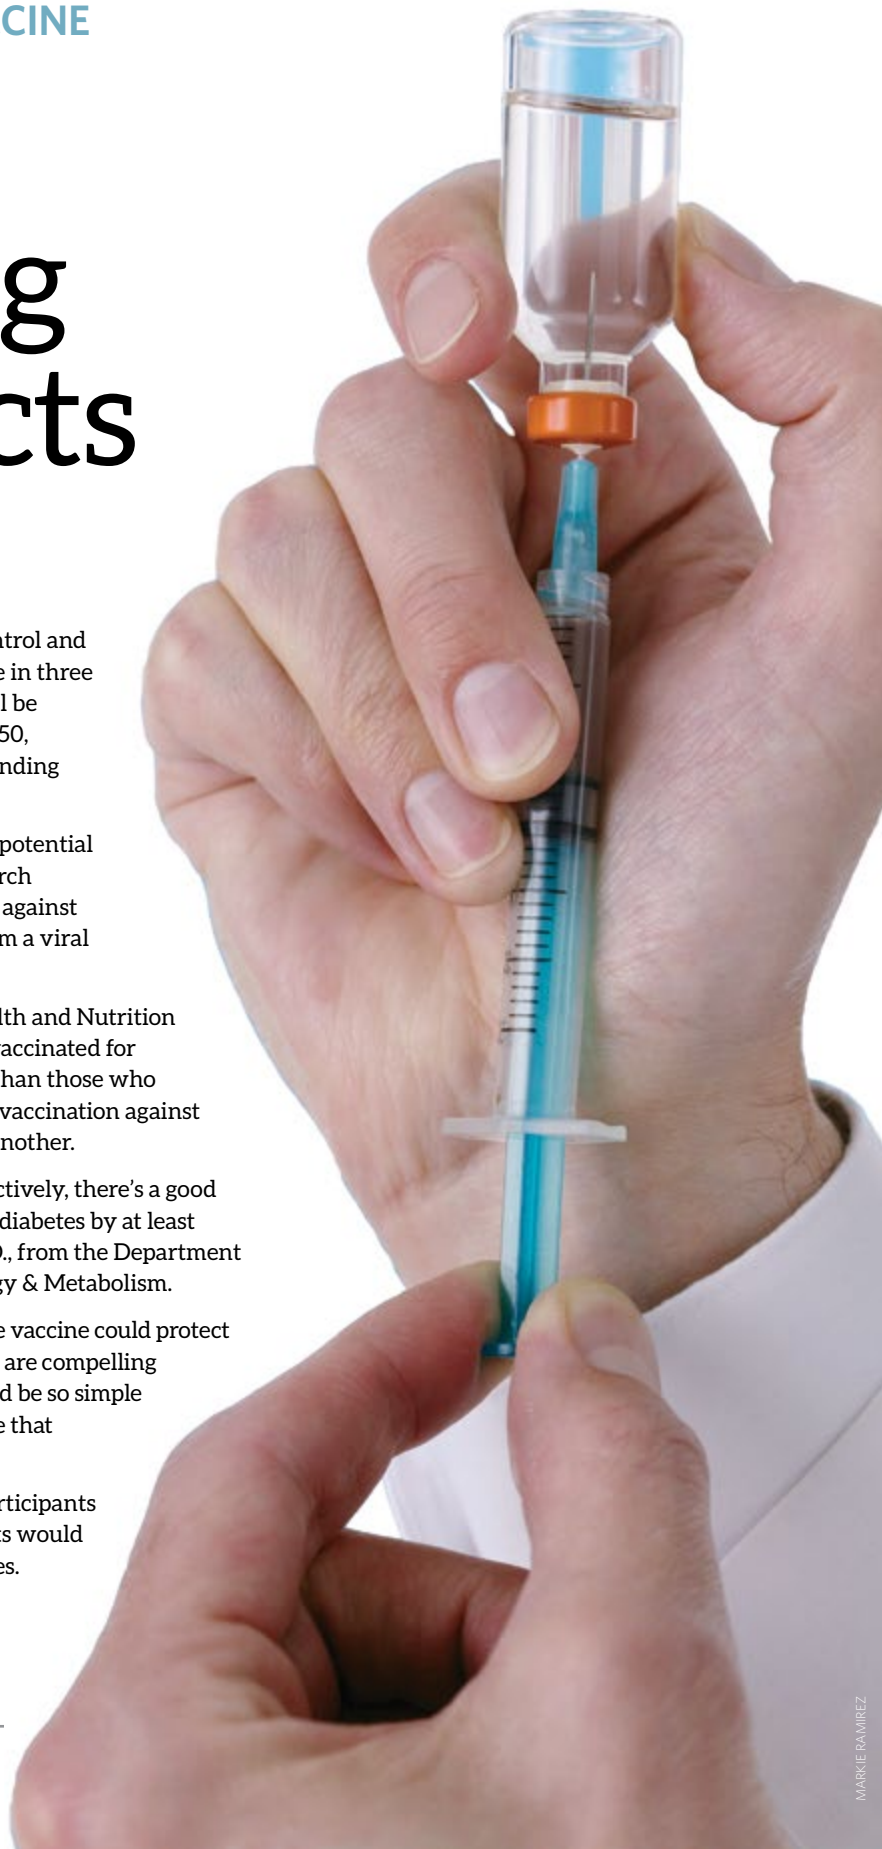 CINE
g
cts
ntrol and
e in three
l be
50,
nding
potential
rch
against
m a viral
lth and Nutrition
accinated for
han those who
vaccination against
nother.
ctively, there's a good
diabetes by at least
., from the Department
gy & Metabolism.
e vaccine could protect
are compelling
d be so simple
e that
rticipants
ts would
es.
MARKIE RAMIREZ